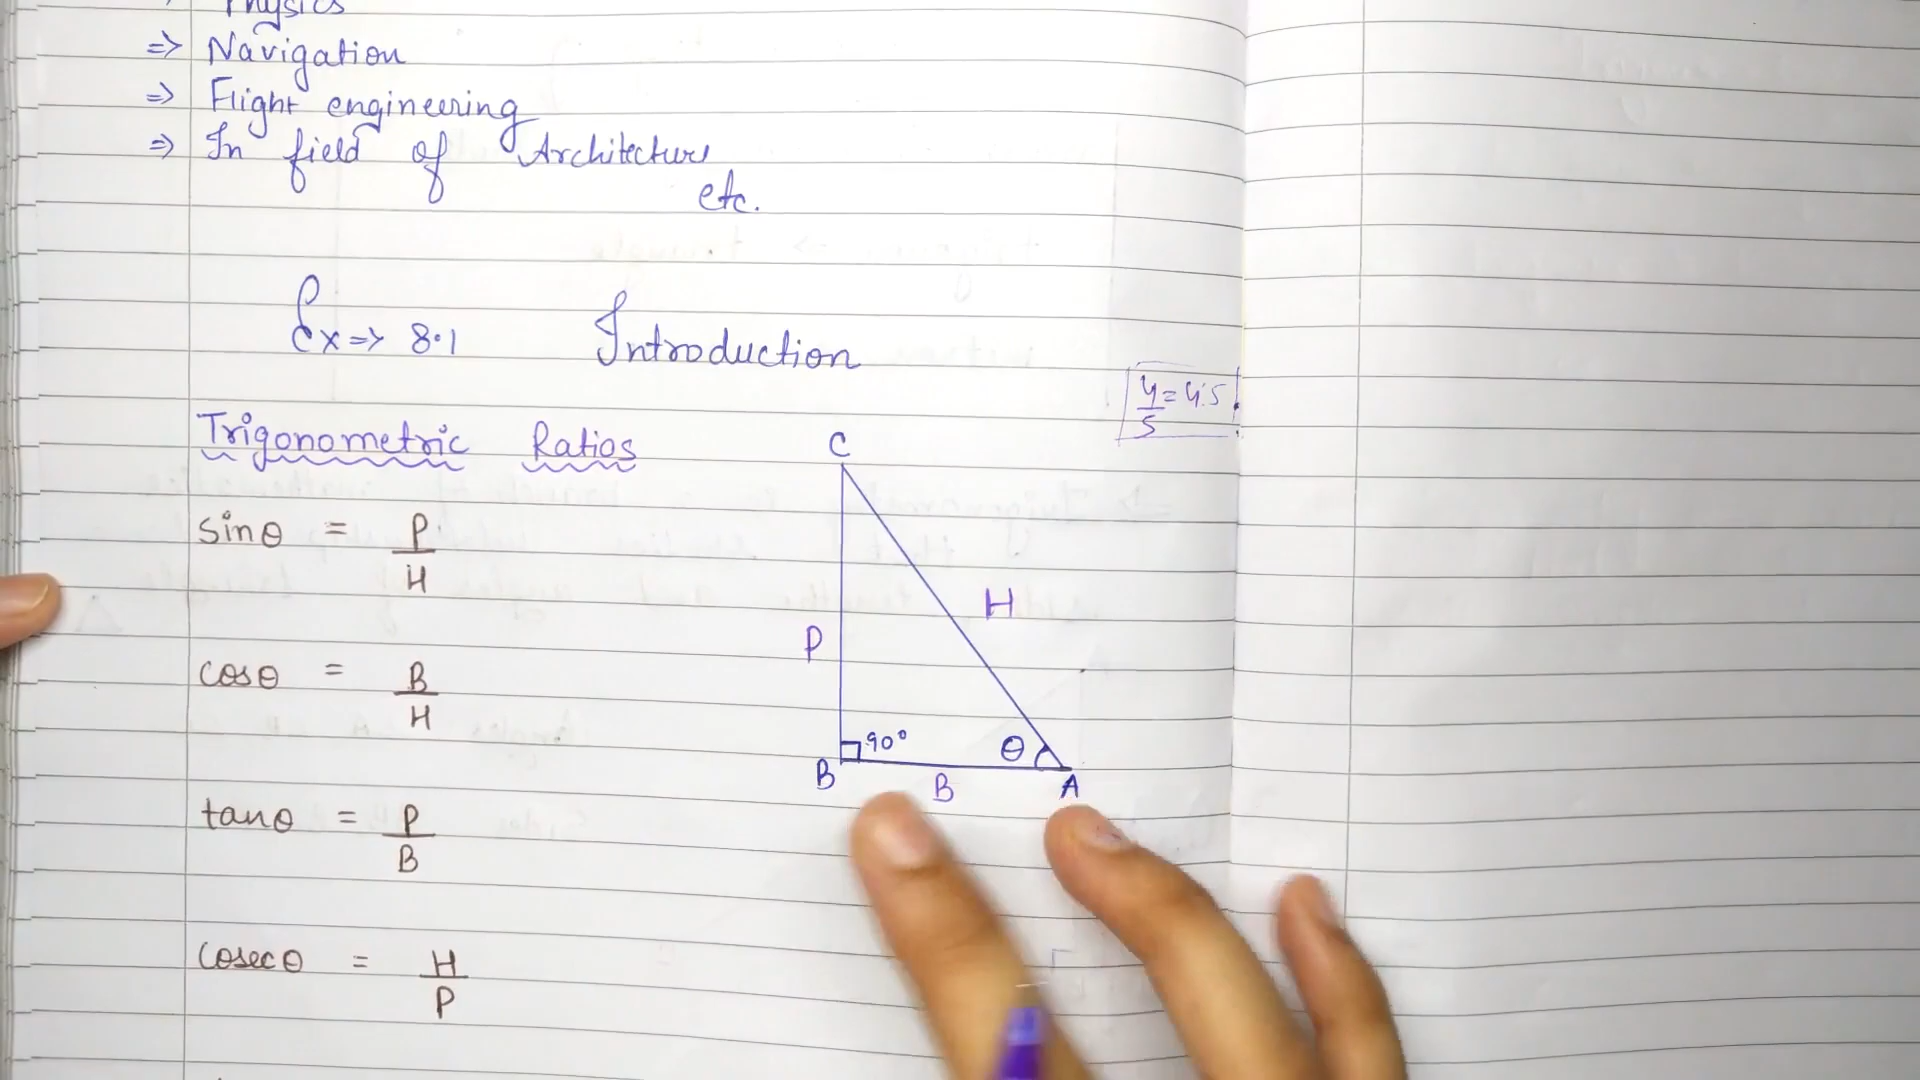 Physics
⇒ Navigation
⇒ Flight engineering
⇒ In field of Architecture
etc.
Ex ⇒ 8.1 Introduction
Trigonometric Ratios
sinθ = P/H
cosθ = B/H
tanθ = P/B
cosecθ = H/P
C
P
H
90°
θ
B
B
A